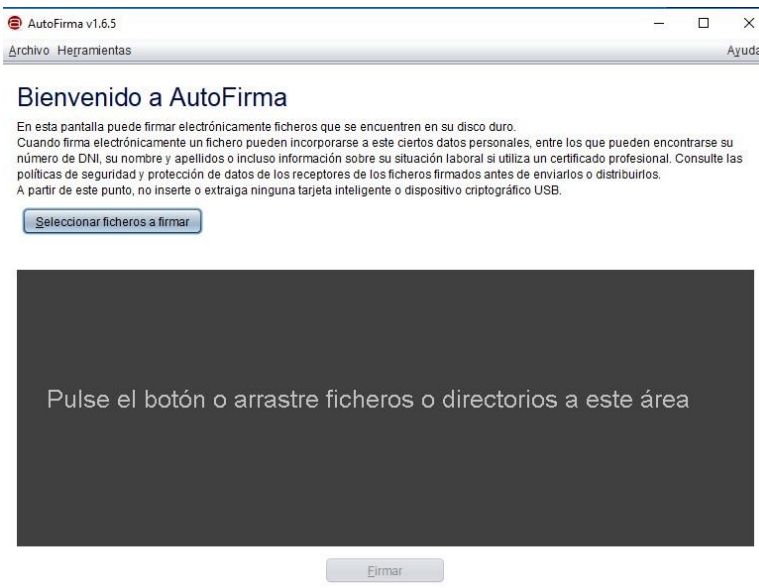 AutoFirma v1.6.5
Archivo Herramientas Ayuda
Bienvenido a AutoFirma
En esta pantalla puede firmar electrónicamente ficheros que se encuentren en su disco duro.
Cuando firma electrónicamente un fichero pueden incorporarse a este ciertos datos personales, entre los que pueden encontrarse su
número de DNI, su nombre y apellidos o incluso información sobre su situación laboral si utiliza un certificado profesional. Consulte las
políticas de seguridad y protección de datos de los receptores de los ficheros firmados antes de enviarlos o distribuirlos.
A partir de este punto, no inserte o extraiga ninguna tarjeta inteligente o dispositivo criptográfico USB.
Seleccionar ficheros a firmar
Pulse el botón o arrastre ficheros o directorios a este área
Firmar